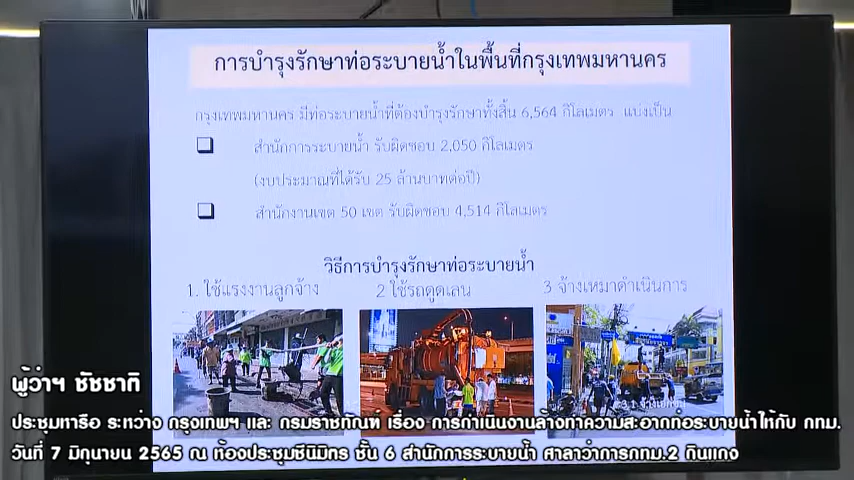 การบำรุงรักษาท่อระบายน้ำในพื้นที่กรุงเทพมหานคร
กรุงเทพมหานคร มีท่อระบายน้ำที่ต้องบำรุงรักษาทั้งสิ้น 6,564 กิโลเมตร แบ่งเป็น
สำนักการระบายน้ำ รับผิดชอบ 2,050 กิโลเมตร
(งบประมาณที่ได้รับ 25 ล้านบาทต่อปี)
สำนักงานเขต 50 เขต รับผิดชอบ 4,514 กิโลเมตร
วิธีการบำรุงรักษาท่อระบายน้ำ
1. ใช้แรงงานลูกจ้าง 2 ใช้รถดูดเลน 3 จ้างเหมาดำเนินการ
ผู้ว่าฯ ชัชชาติ
ประชุมหารือ ระหว่าง กรุงเทพฯ และ กรมราชทัณฑ์ เรื่อง การดำเนินงานล้างทำความสะอาดท่อระบายน้ำให้กับ กทม.
วันที่ 7 มิถุนายน 2565 ณ ห้องประชุมชีนิมิตร ชั้น 6 สำนักการระบายน้ำ ศาลาว่าการกทม.2 ดินแดง